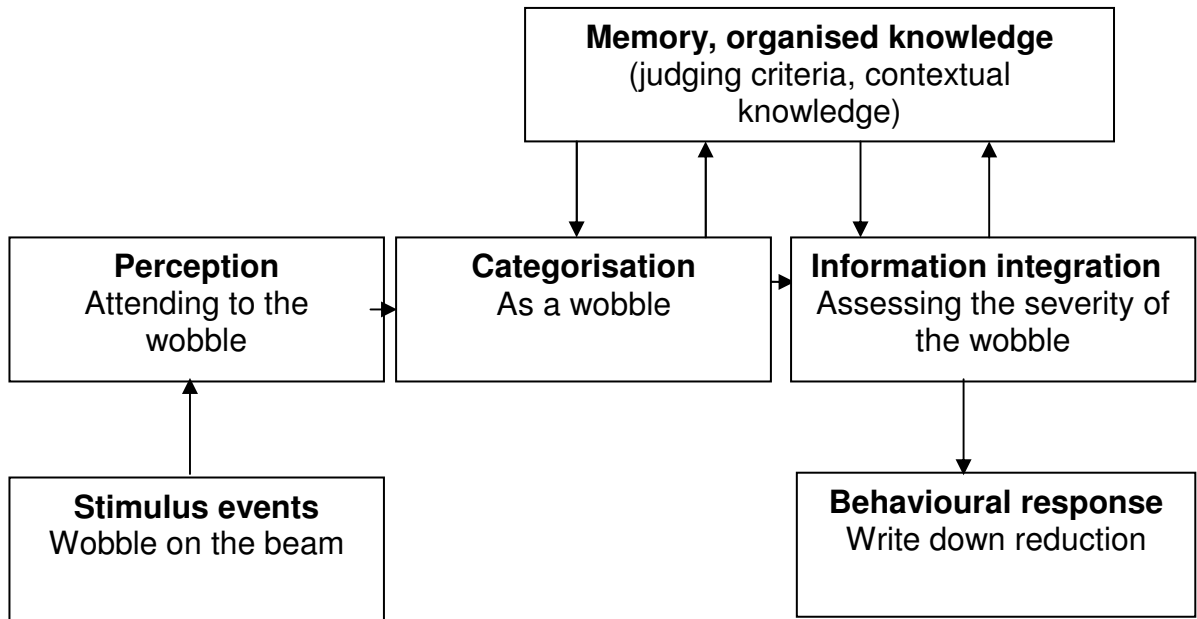 Memory, organised knowledge
(judging criteria, contextual
knowledge)
Perception
Attending to the
wobble
Categorisation
As a wobble
Information integration
Assessing the severity of
the wobble
Stimulus events
Wobble on the beam
Behavioural response
Write down reduction